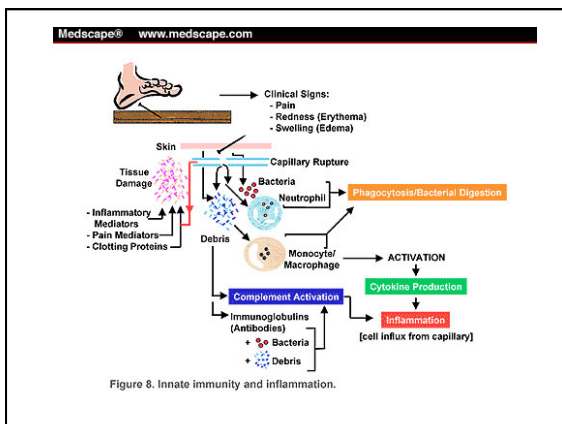 Medscape® www.medscape.com
Clinical Signs:
- Pain
- Redness (Erythema)
- Swelling (Edema)
Skin
Capillary Rupture
Tissue
Damage
Bacteria
Neutrophil
Phagocytosis/Bacterial Digestion
- Inflammatory
Mediators
- Pain Mediators
- Clotting Proteins
Debris
Monocyte/
Macrophage
ACTIVATION
Cytokine Production
Complement Activation
Inflammation
[cell influx from capillary]
Immunoglobulins
(Antibodies)
+ Bacteria
+ Debris
Figure 8. Innate immunity and inflammation.